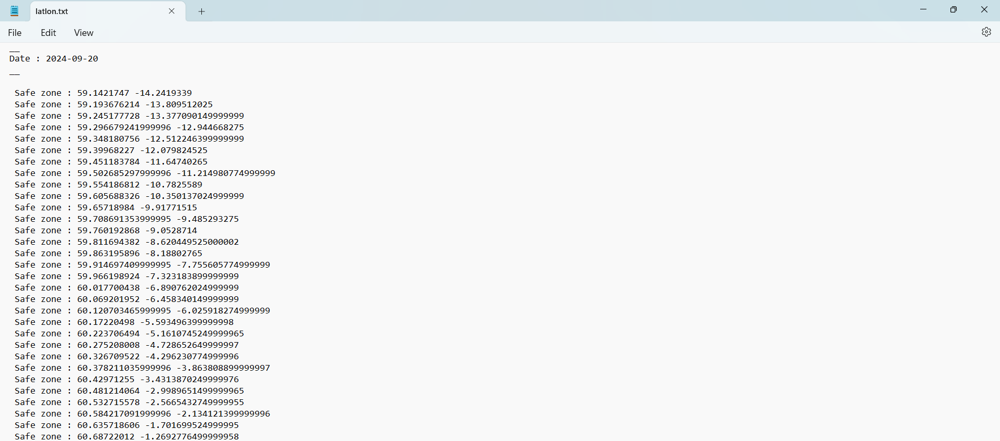 latlon.txt
File Edit View
__
Date : 2024-09-20
__
Safe zone : 59.1421747 -14.2419339
Safe zone : 59.193676214 -13.809512025
Safe zone : 59.245177728 -13.377090149999999
Safe zone : 59.296679241999996 -12.944668275
Safe zone : 59.348180756 -12.512246399999999
Safe zone : 59.39968227 -12.079824525
Safe zone : 59.451183784 -11.64740265
Safe zone : 59.502685297999996 -11.214980774999999
Safe zone : 59.554186812 -10.7825589
Safe zone : 59.605688326 -10.350137024999999
Safe zone : 59.65718984 -9.91771515
Safe zone : 59.708691353999995 -9.485293275
Safe zone : 59.760192868 -9.0528714
Safe zone : 59.811694382 -8.620449525000002
Safe zone : 59.863195896 -8.18802765
Safe zone : 59.914697409999995 -7.755605774999999
Safe zone : 59.966198924 -7.323183899999999
Safe zone : 60.017700438 -6.890762024999999
Safe zone : 60.069201952 -6.458340149999999
Safe zone : 60.120703465999995 -6.025918274999999
Safe zone : 60.17220498 -5.593496399999998
Safe zone : 60.223706494 -5.1610745249999965
Safe zone : 60.275208008 -4.728652649999997
Safe zone : 60.326709522 -4.296230774999996
Safe zone : 60.378211035999996 -3.863808899999997
Safe zone : 60.42971255 -3.4313870249999976
Safe zone : 60.481214064 -2.9989651499999965
Safe zone : 60.532715578 -2.5665432749999955
Safe zone : 60.584217091999996 -2.134121399999996
Safe zone : 60.635718606 -1.701699524999995
Safe zone : 60.68722012 -1.2692776499999958